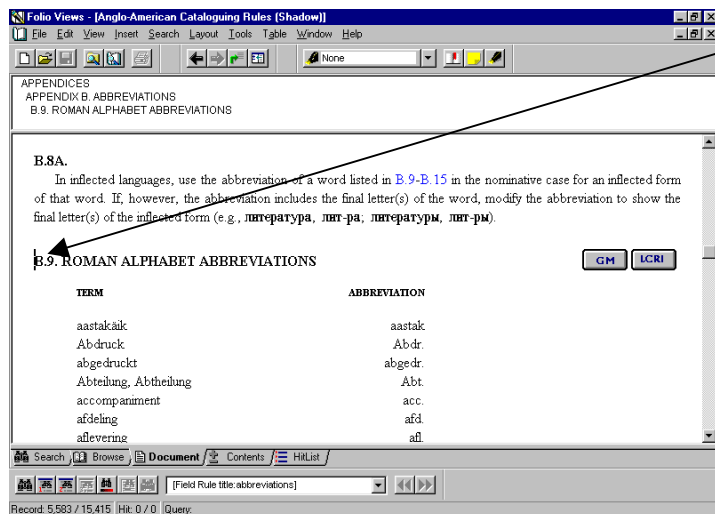 Folio Views - [Anglo-American Cataloguing Rules (Shadow)]
File Edit View Insert Search Layout Tools Table Window Help
None
APPENDICES
APPENDIX B. ABBREVIATIONS
B.9. ROMAN ALPHABET ABBREVIATIONS
B.8A.
In inflected languages, use the abbreviation of a word listed in B.9-B.15 in the nominative case for an inflected form
of that word. If, however, the abbreviation includes the final letter(s) of the word, modify the abbreviation to show the
final letter(s) of the inflected form (e.g., литература, лит-ра; литературы, лит-ры).
B.9. ROMAN ALPHABET ABBREVIATIONS GM LCRI
TERM ABBREVIATION
aastakäik aastak
Abdruck Abdr.
abgedruckt abgedr.
Abteilung, Abtheilung Abt.
accompaniment acc.
afdeling afd.
aflevering afl.
Search Browse Document Contents HitList
[Field Rule title:abbreviations]
Record: 5,583 / 15,415 Hit: 0 / 0 Query: